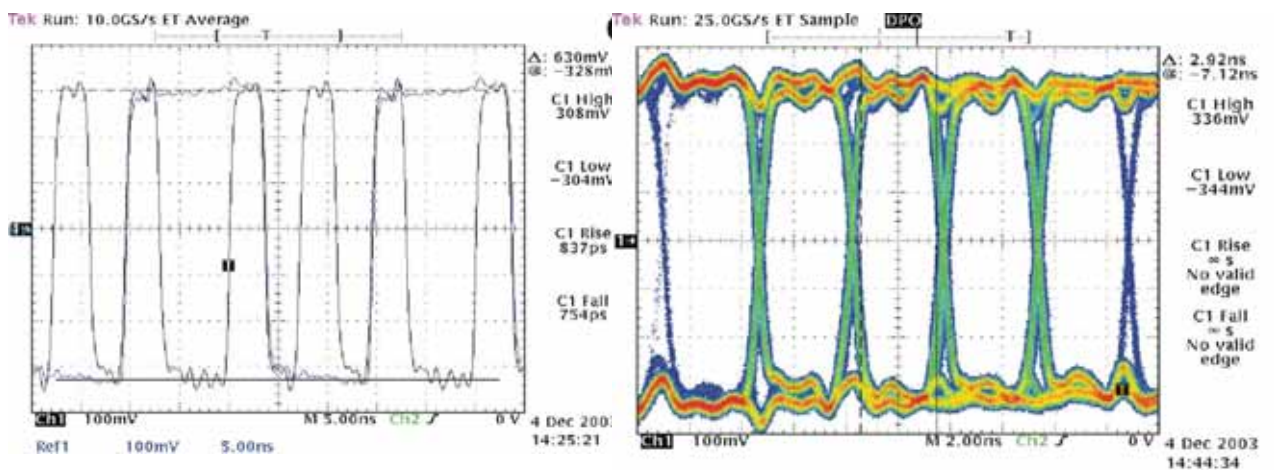 Tek Run: 10.0GS/s ET Average
T
Δ: 630mV
@: -328m
C1 High
308mV
C1 Low
-304mV
C1 Rise
837ps
C1 Fall
754ps
T
Ch1 100mV M 5.00ns Ch2 0 V
4 Dec 200
14:25:21
Ref1 100mV 5.00ns
Tek Run: 25.0GS/s ET Sample DPO
T
Δ: 2.92ns
@: -7.12ns
C1 High
336mV
C1 Low
-344mV
1
C1 Rise
∞ s
No valid
edge
C1 Fall
∞ s
No valid
edge
T
Ch1 100mV M 2.00ns Ch2 0 V
4 Dec 2003
14:44:34